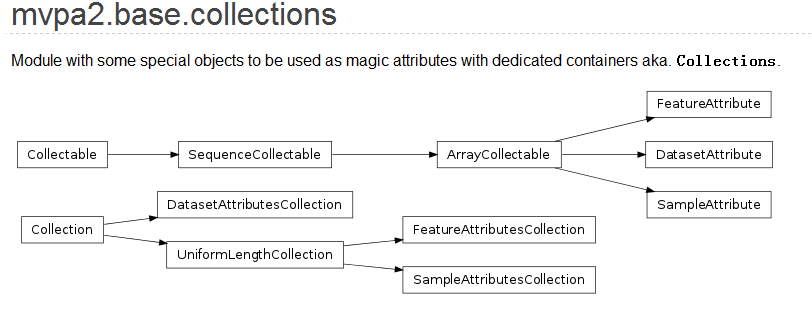 mvpa2.base.collections
Module with some special objects to be used as magic attributes with dedicated containers aka. Collections.
FeatureAttribute
Collectable
SequenceCollectable
ArrayCollectable
DatasetAttribute
SampleAttribute
DatasetAttributesCollection
Collection
FeatureAttributesCollection
UniformLengthCollection
SampleAttributesCollection